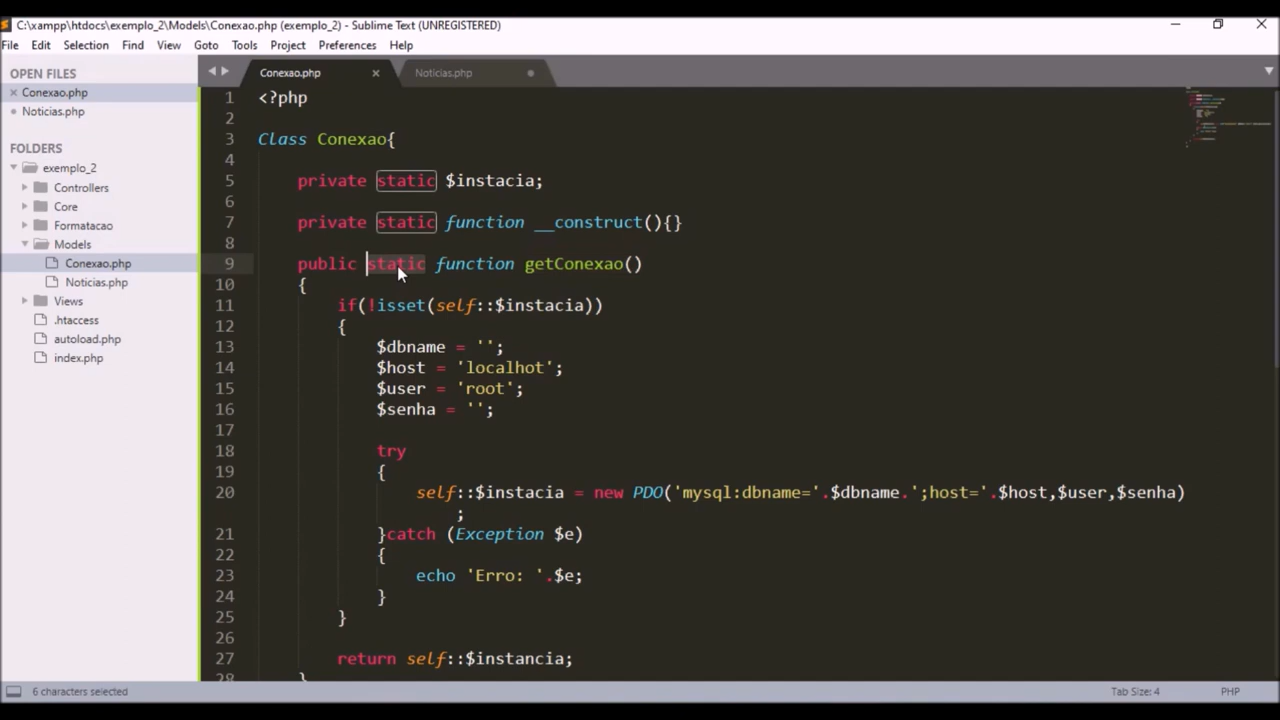 C:\xampp\htdocs\exemplo_2\Models\Conexao.php (exemplo_2) - Sublime Text (UNREGISTERED)
File Edit Selection Find View Goto Tools Project Preferences Help
OPEN FILES
Conexao.php
Noticias.php
FOLDERS
exemplo_2
Controllers
Core
Formatacao
Models
Conexao.php
Noticias.php
Views
.htaccess
autoload.php
index.php
Conexao.php Noticias.php
1 <?php
2
3 Class Conexao{
4
5 private static $instacia;
6
7 private static function __construct(){}
8
9 public static function getConexao()
10 {
11 if(!isset(self::$instacia))
12 {
13 $dbname = '';
14 $host = 'localhot';
15 $user = 'root';
16 $senha = '';
17
18 try
19 {
20 self::$instacia = new PDO('mysql:dbname='.$dbname.';host='.$host,$user,$senha)
;
21 }catch (Exception $e)
22 {
23 echo 'Erro: '.$e;
24 }
25 }
26
27 return self::$instancia;
28 }
6 characters selected
Tab Size: 4
PHP